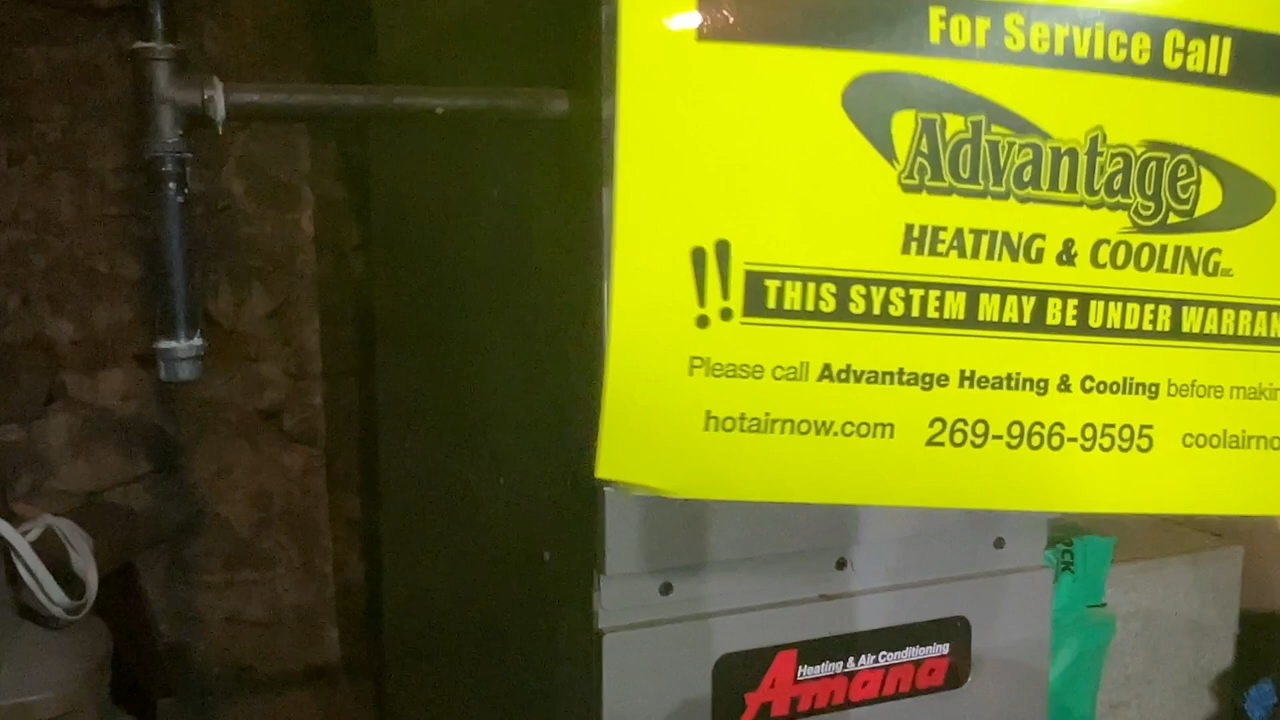 For Service Call
Advantage
HEATING & COOLING LLC.
!! THIS SYSTEM MAY BE UNDER
Please call Advantage Heating & Cooling before
hotairnow.com 269-966-9595
Heating & Air Conditioning
Amana